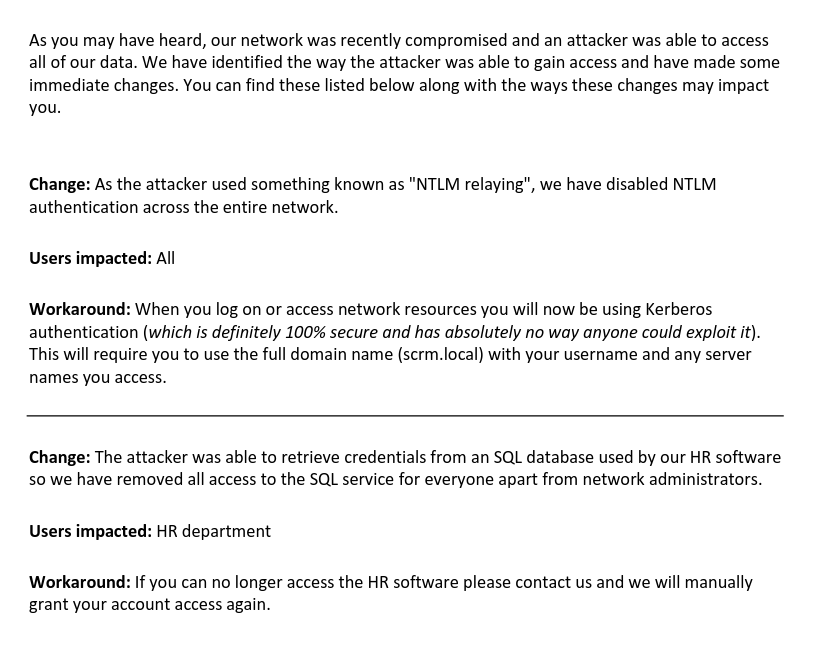 As you may have heard, our network was recently compromised and an attacker was able to access
all of our data. We have identified the way the attacker was able to gain access and have made some
immediate changes. You can find these listed below along with the ways these changes may impact
you.
Change: As the attacker used something known as "NTLM relaying", we have disabled NTLM
authentication across the entire network.
Users impacted: All
Workaround: When you log on or access network resources you will now be using Kerberos
authentication (which is definitely 100% secure and has absolutely no way anyone could exploit it).
This will require you to use the full domain name (scrm.local) with your username and any server
names you access.
Change: The attacker was able to retrieve credentials from an SQL database used by our HR software
so we have removed all access to the SQL service for everyone apart from network administrators.
Users impacted: HR department
Workaround: If you can no longer access the HR software please contact us and we will manually
grant your account access again.